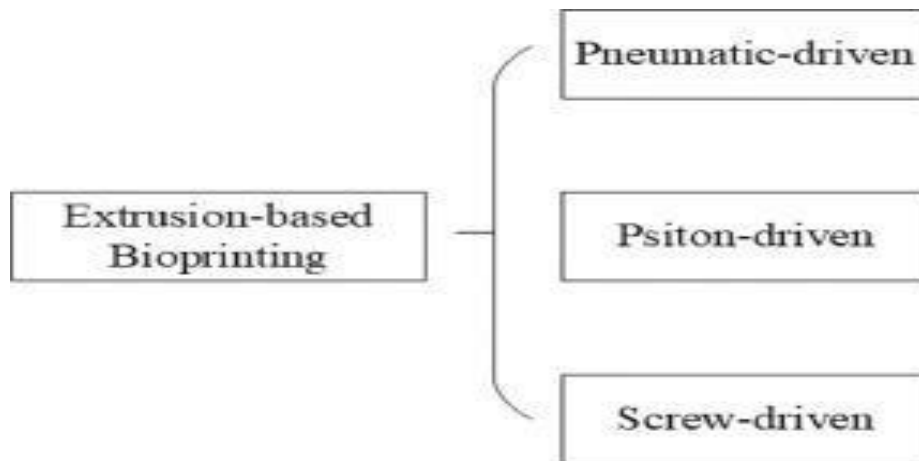 Pneumatic-driven
Extrusion-based
Bioprinting
Psiton-driven
Screw-driven